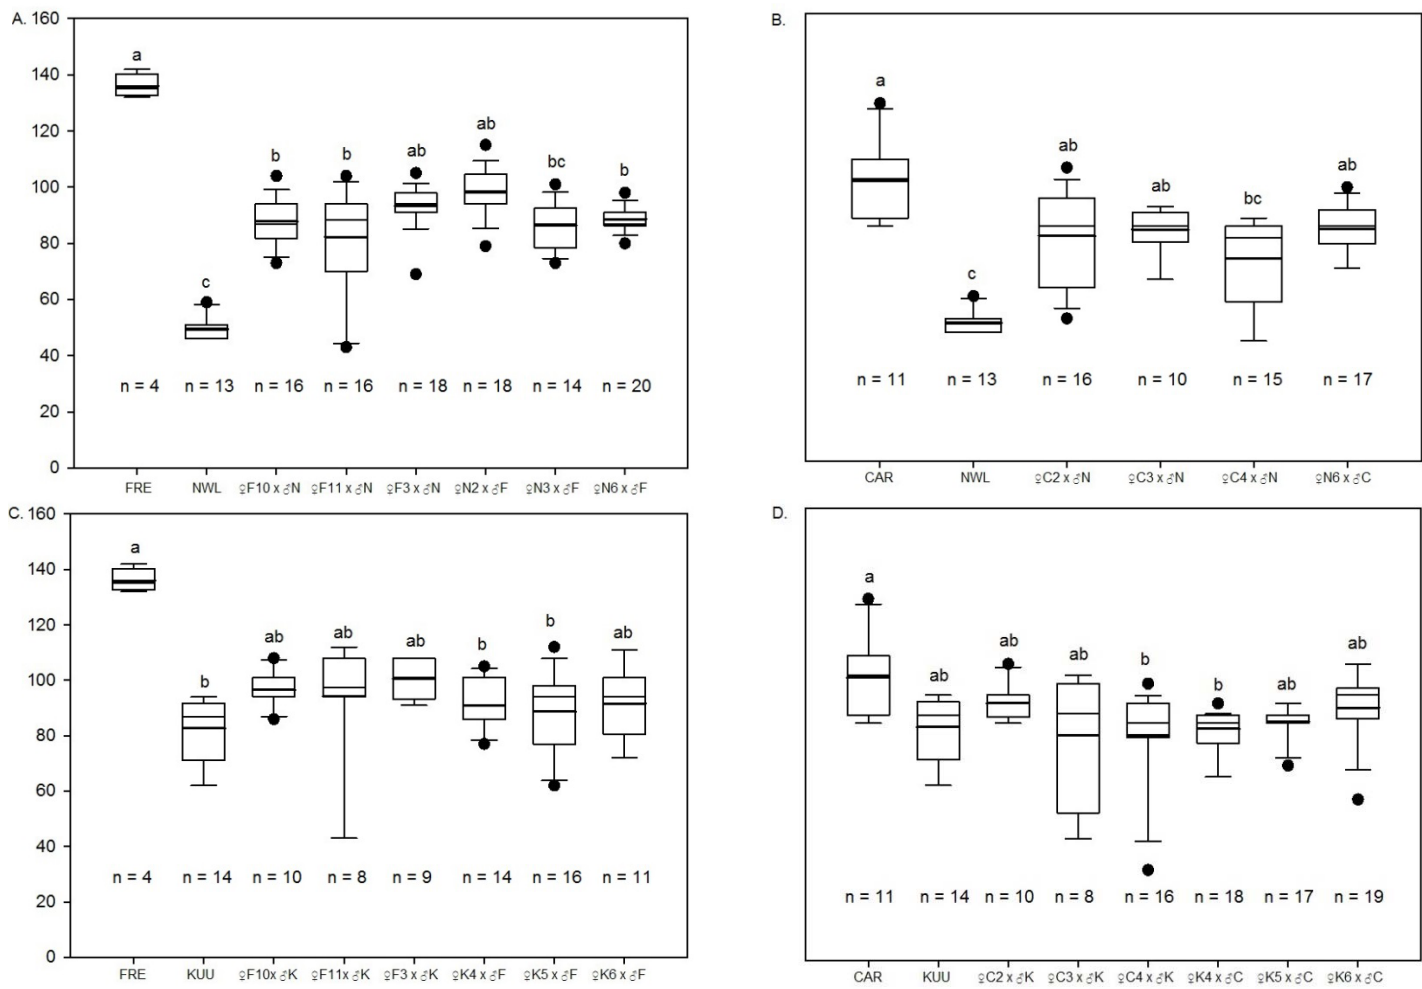 A.
160
140
120
100
80
60
40
20
0
a
c
b
b
ab
ab
bc
b
n = 4 n = 13 n = 16 n = 16 n = 18 n = 18 n = 14 n = 20
FRE NWL ♀F10 x ♂N ♀F11 x ♂N ♀F3 x ♂N ♀N2 x ♂F ♀N3 x ♂F ♀N6 x ♂F
B.
a
c
ab
ab
bc
ab
n = 11 n = 13 n = 16 n = 10 n = 15 n = 17
CAR NWL ♀C2 x ♂N ♀C3 x ♂N ♀C4 x ♂N ♀N6 x ♂C
C.
160
140
120
100
80
60
40
20
0
a
b
ab
ab
ab
b
b
ab
n = 4 n = 14 n = 10 n = 8 n = 9 n = 14 n = 16 n = 11
FRE KUU ♀F10 x ♂K ♀F11 x ♂K ♀F3 x ♂K ♀K4 x ♂F ♀K5 x ♂F ♀K6 x ♂F
D.
a
ab
ab
ab
b
b
ab
ab
n = 11 n = 14 n = 10 n = 8 n = 16 n = 18 n = 17 n = 19
CAR KUU ♀C2 x ♂K ♀C3 x ♂K ♀C4 x ♂K ♀K4 x ♂C ♀K5 x ♂C ♀K6 x ♂C